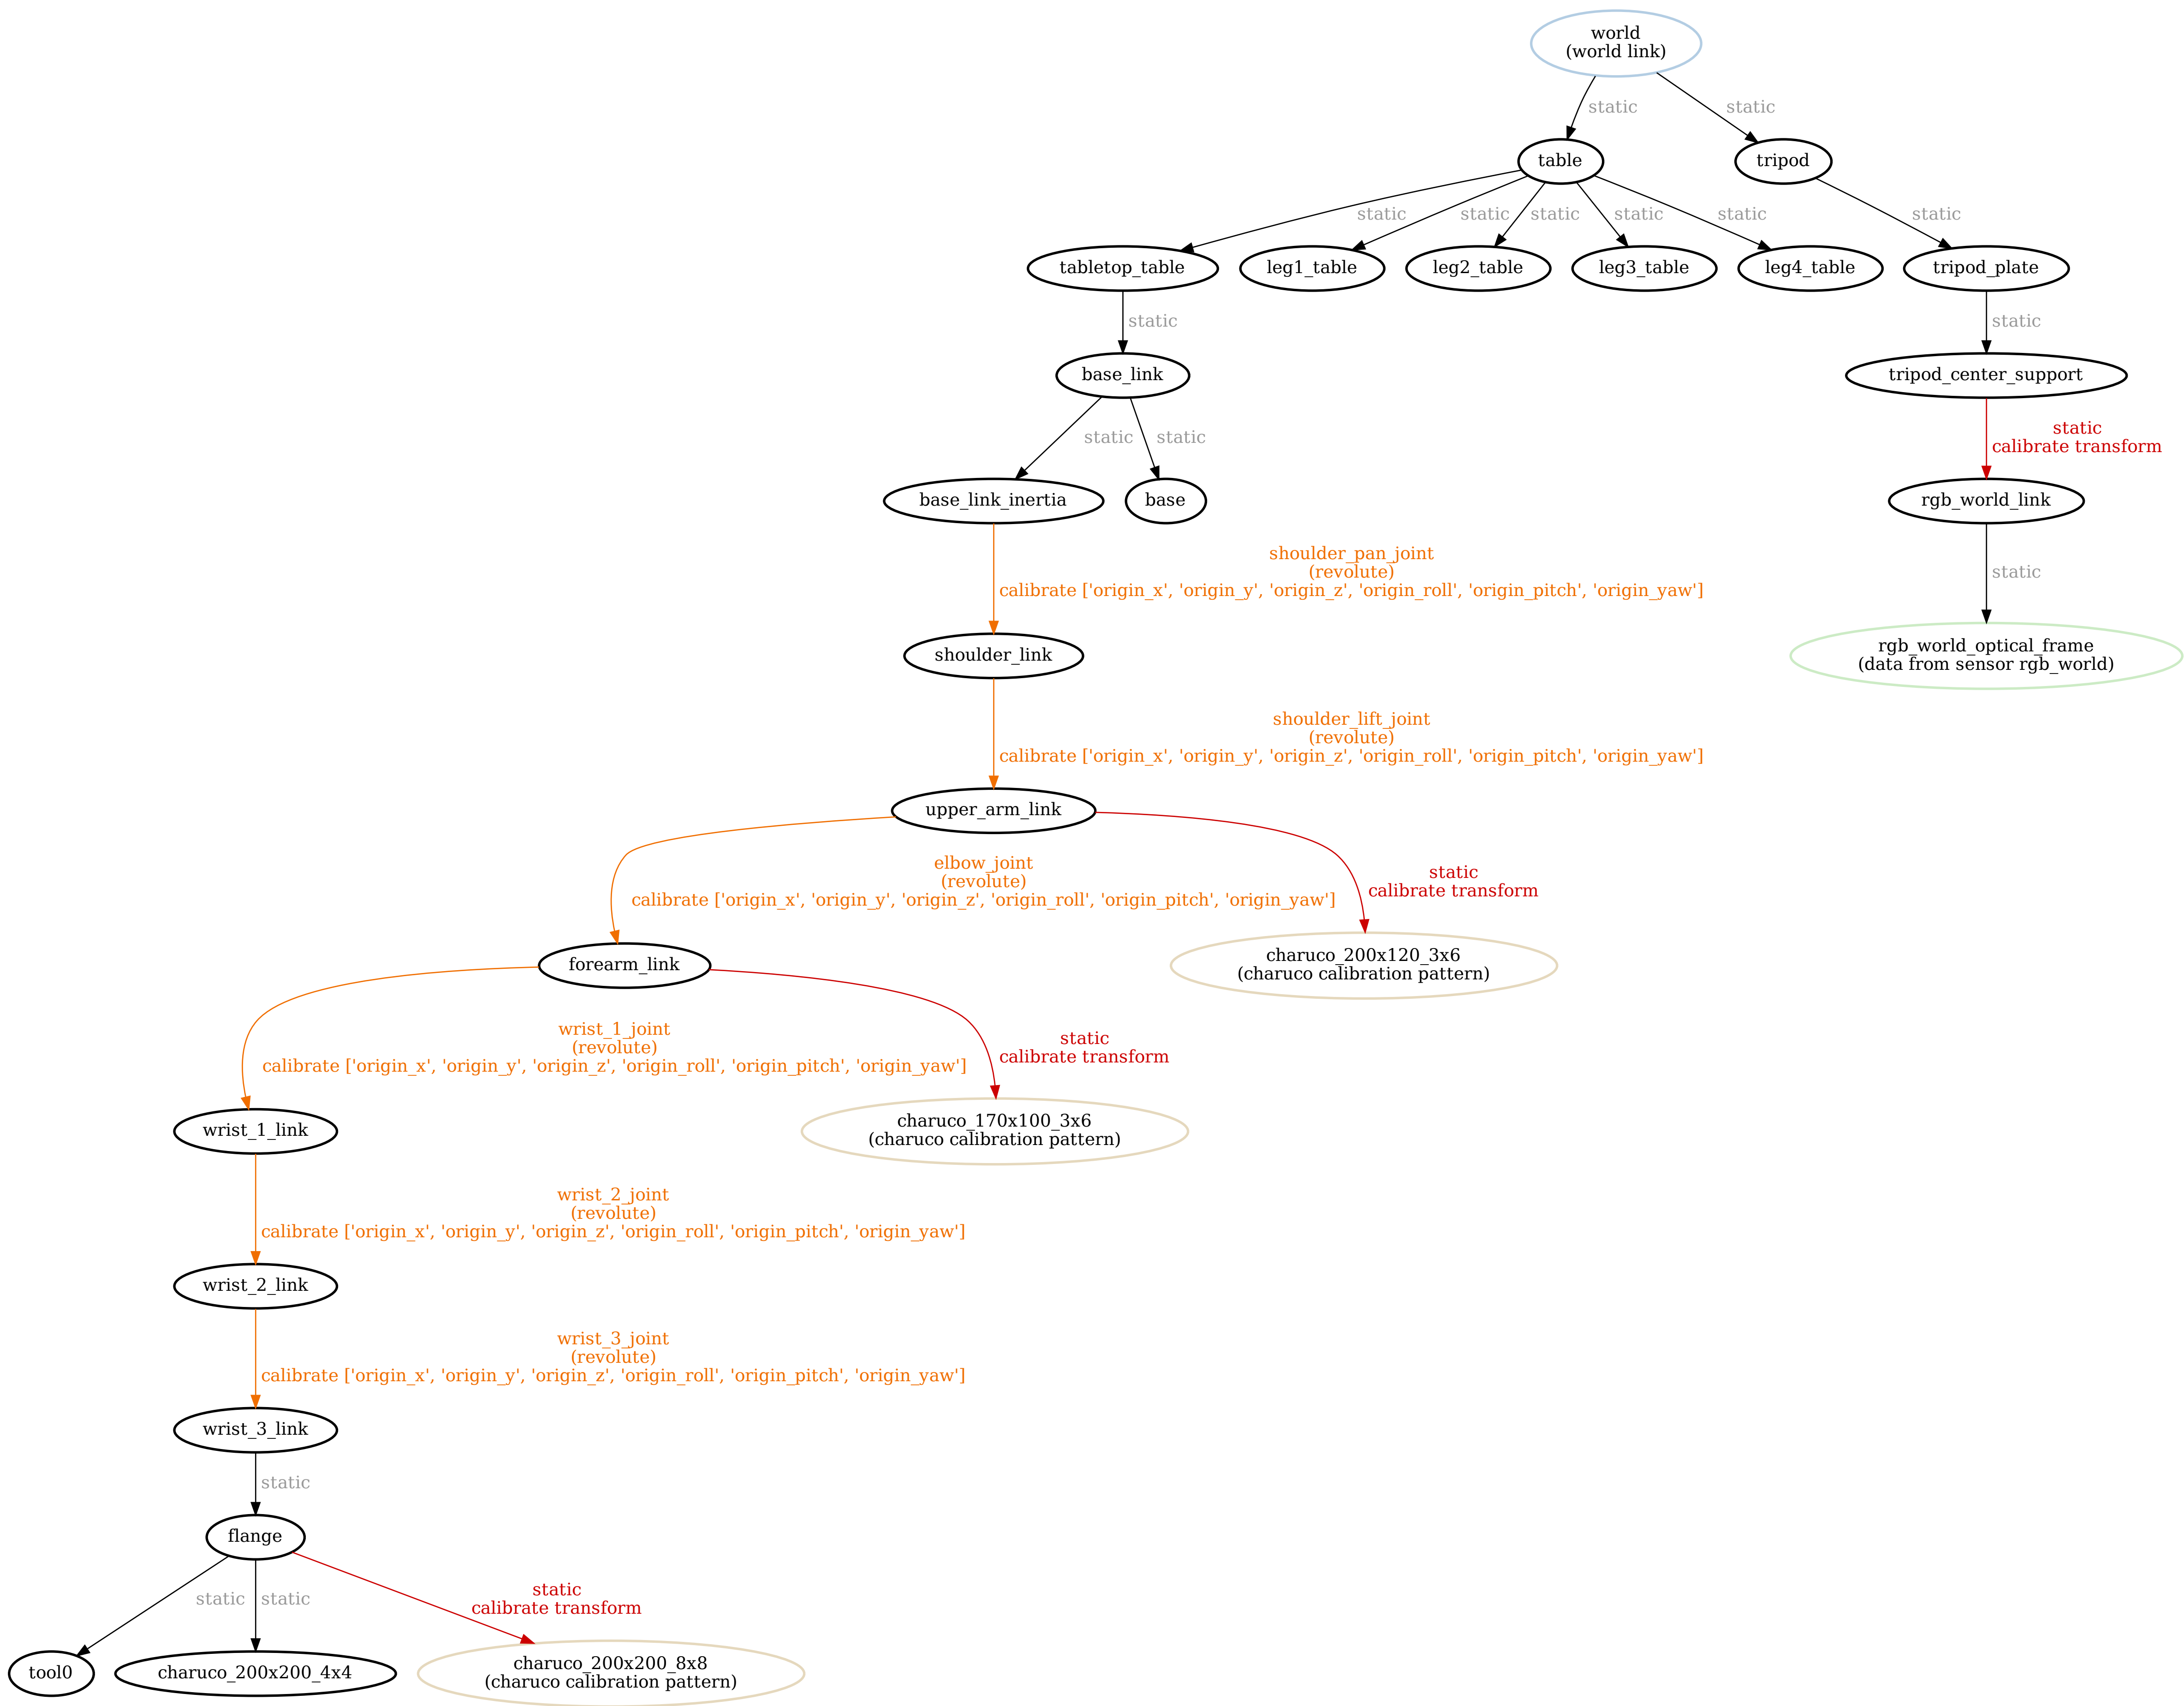 world
(world link)
static
static
table
tripod
static
static
static
static
static
static
tabletop_table
leg1_table
leg2_table
leg3_table
leg4_table
tripod_plate
static
static
base_link
tripod_center_support
static
static
static
calibrate transform
base_link_inertia
base
rgb_world_link
shoulder_pan_joint
(revolute)
calibrate ['origin_x', 'origin_y', 'origin_z', 'origin_roll', 'origin_pitch', 'origin_yaw']
static
shoulder_link
rgb_world_optical_frame
(data from sensor rgb_world)
shoulder_lift_joint
(revolute)
calibrate ['origin_x', 'origin_y', 'origin_z', 'origin_roll', 'origin_pitch', 'origin_yaw']
upper_arm_link
elbow_joint
(revolute)
calibrate ['origin_x', 'origin_y', 'origin_z', 'origin_roll', 'origin_pitch', 'origin_yaw']
static
calibrate transform
forearm_link
charuco_200x120_3x6
(charuco calibration pattern)
wrist_1_joint
(revolute)
calibrate ['origin_x', 'origin_y', 'origin_z', 'origin_roll', 'origin_pitch', 'origin_yaw']
static
calibrate transform
wrist_1_link
charuco_170x100_3x6
(charuco calibration pattern)
wrist_2_joint
(revolute)
calibrate ['origin_x', 'origin_y', 'origin_z', 'origin_roll', 'origin_pitch', 'origin_yaw']
wrist_2_link
wrist_3_joint
(revolute)
calibrate ['origin_x', 'origin_y', 'origin_z', 'origin_roll', 'origin_pitch', 'origin_yaw']
wrist_3_link
static
flange
static
static
static
calibrate transform
tool0
charuco_200x200_4x4
charuco_200x200_8x8
(charuco calibration pattern)